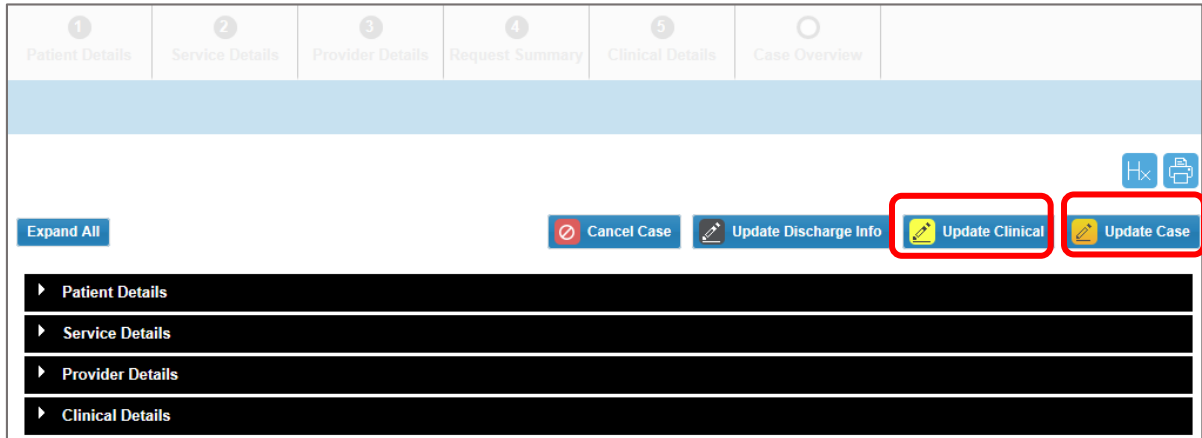 1 2 3 4 5
Patient Details Service Details Provider Details Request Summary Clinical Details Case Overview
Hx
Expand All Cancel Case Update Discharge Info Update Clinical Update Case
Patient Details
Service Details
Provider Details
Clinical Details